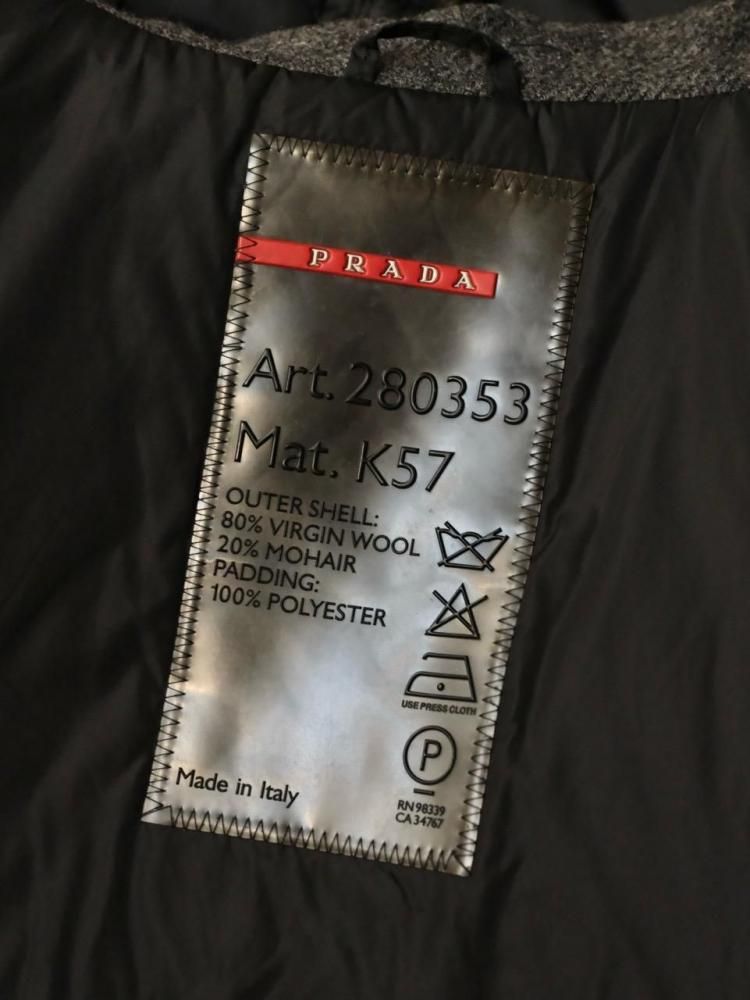 PRADA
Art. 280353
Mat. K57
OUTER SHELL:
80% VIRGIN WOOL
20% MOHAIR
PADDING:
100% POLYESTER
USE PRESS CLOTH
P
Made in Italy
RN 98339
CA 34767